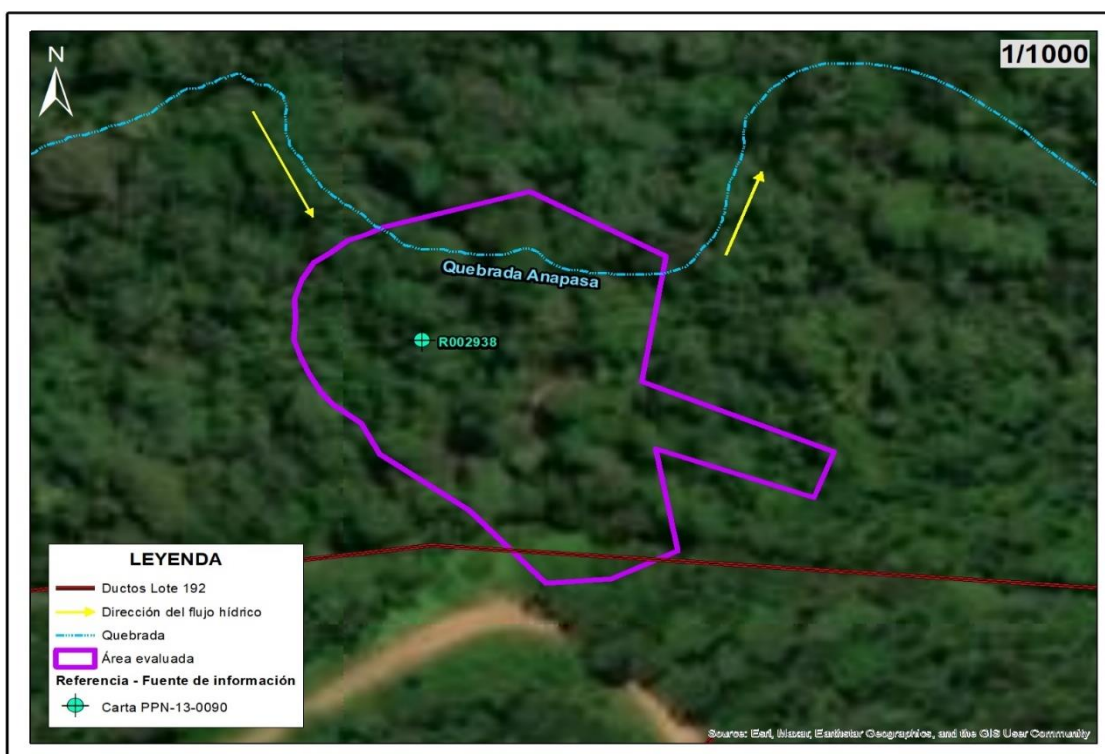 N
1/1000
Quebrada Anapasa
R002938
LEYENDA
Ductos Lote 192
Dirección del flujo hídrico
Quebrada
Área evaluada
Referencia - Fuente de información
Carta PPN-13-0090
Source: Esri, Maxar, Earthstar Geographics, and the GIS User Community